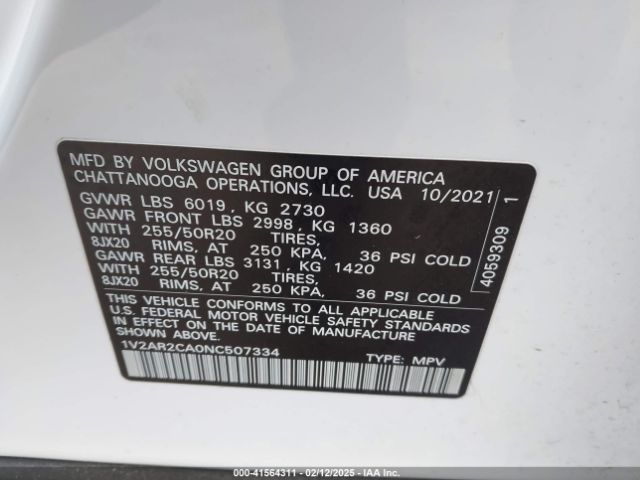 MFD BY VOLKSWAGEN GROUP OF AMERICA
CHATTANOOGA OPERATIONS, LLC. USA 10/2021
GVWR LBS 6019, KG 2730
GAWR FRONT LBS 2998, KG 1360
WITH 255/50R20 TIRES,
8JX20 RIMS, AT 250 KPA, 36 PSI COLD
GAWR REAR LBS 3131, KG 1420
WITH 255/50R20 TIRES,
8JX20 RIMS, AT 250 KPA, 36 PSI COLD
THIS VEHICLE CONFORMS TO ALL APPLICABLE
U.S. FEDERAL MOTOR VEHICLE SAFETY STANDARDS
IN EFFECT ON THE DATE OF MANUFACTURE
SHOWN ABOVE.
1V2AR2CA0NC507334 TYPE: MPV
4059309 1
000-41564311 - 02/12/2025 - IAA Inc.